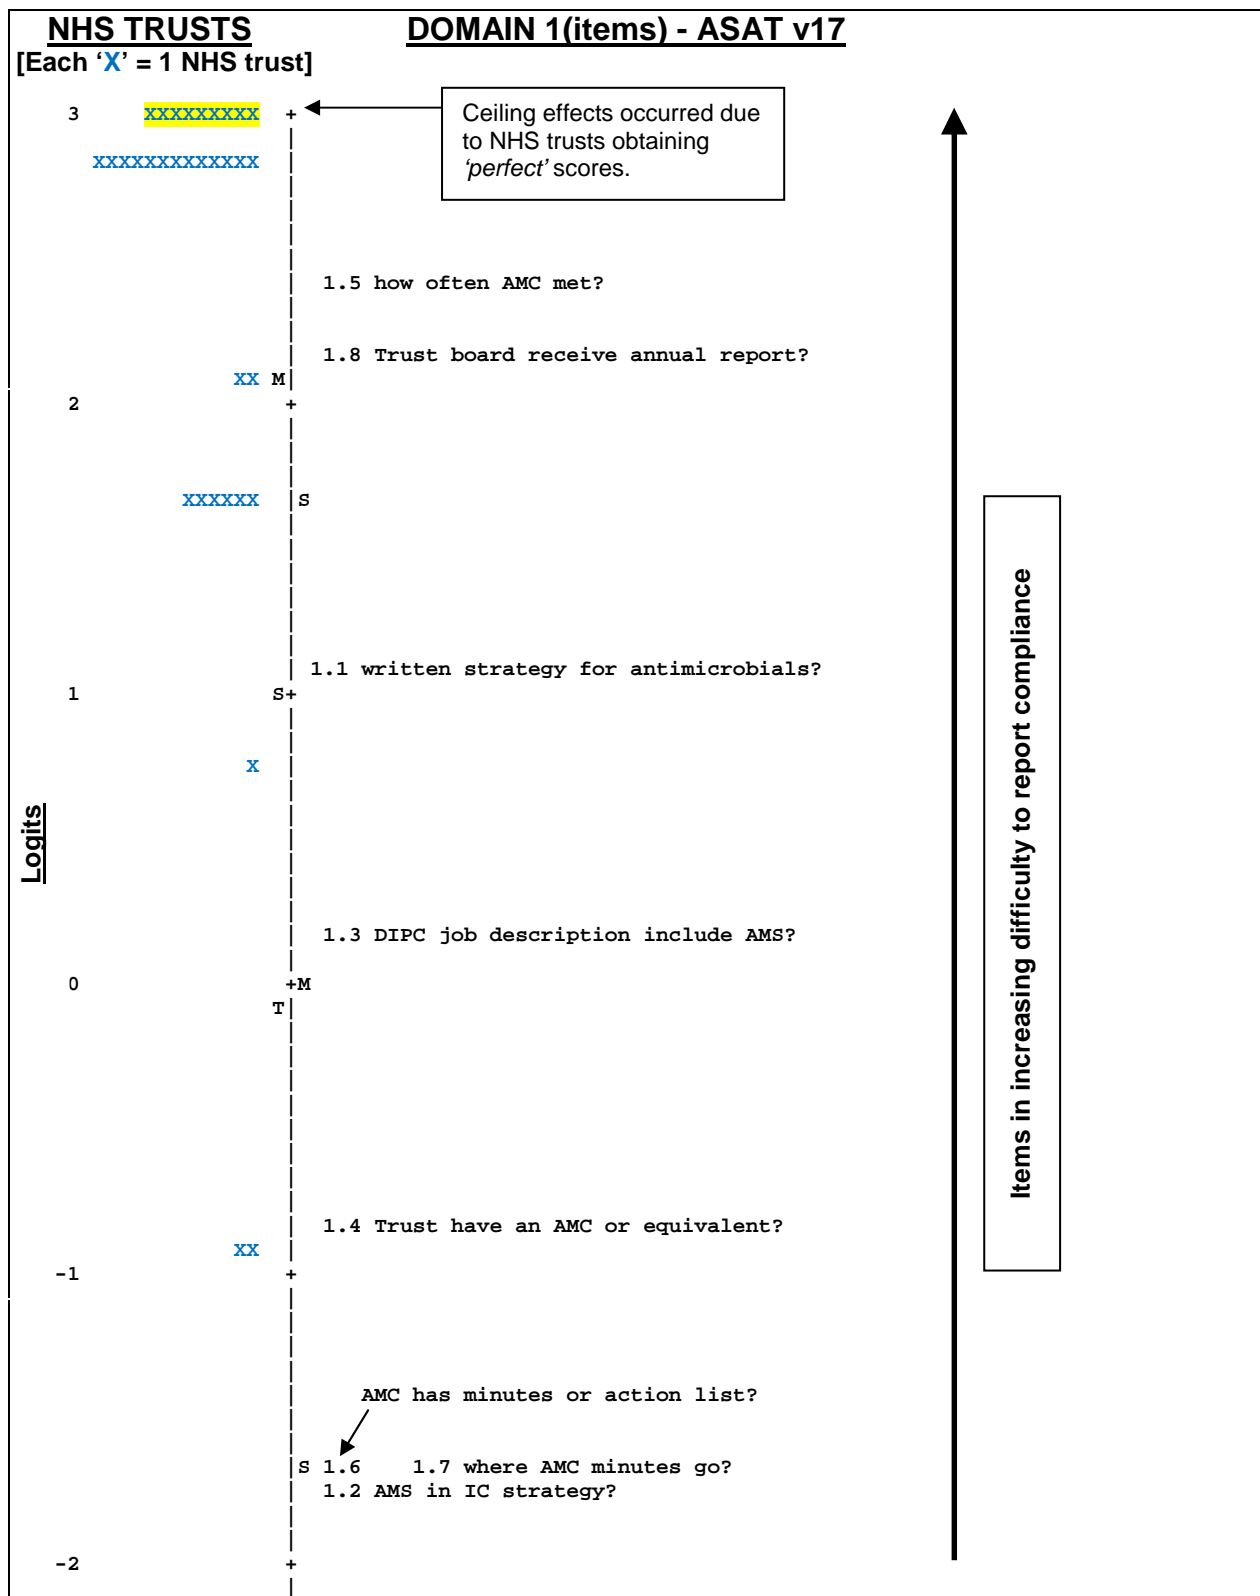 NHS TRUSTS DOMAIN 1(items) - ASAT v17
[Each ‘X’ = 1 NHS trust]
3 XXXXXXXXX +
Ceiling effects occurred due
to NHS trusts obtaining
‘perfect’ scores.
XXXXXXXXXXXXX
1.5 how often AMC met?
1.8 Trust board receive annual report?
XX M|
2 +
XXXXXX |S
1.1 written strategy for antimicrobials?
1 S+
X
Logits
1.3 DIPC job description include AMS?
0 +M
T|
Items in increasing difficulty to report compliance
1.4 Trust have an AMC or equivalent?
XX
-1 +
AMC has minutes or action list?
|S 1.6 1.7 where AMC minutes go?
1.2 AMS in IC strategy?
-2 +